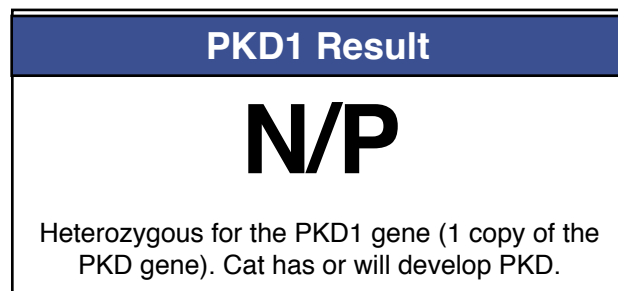 PKD1 Result
N/P
Heterozygous for the PKD1 gene (1 copy of the
PKD gene). Cat has or will develop PKD.